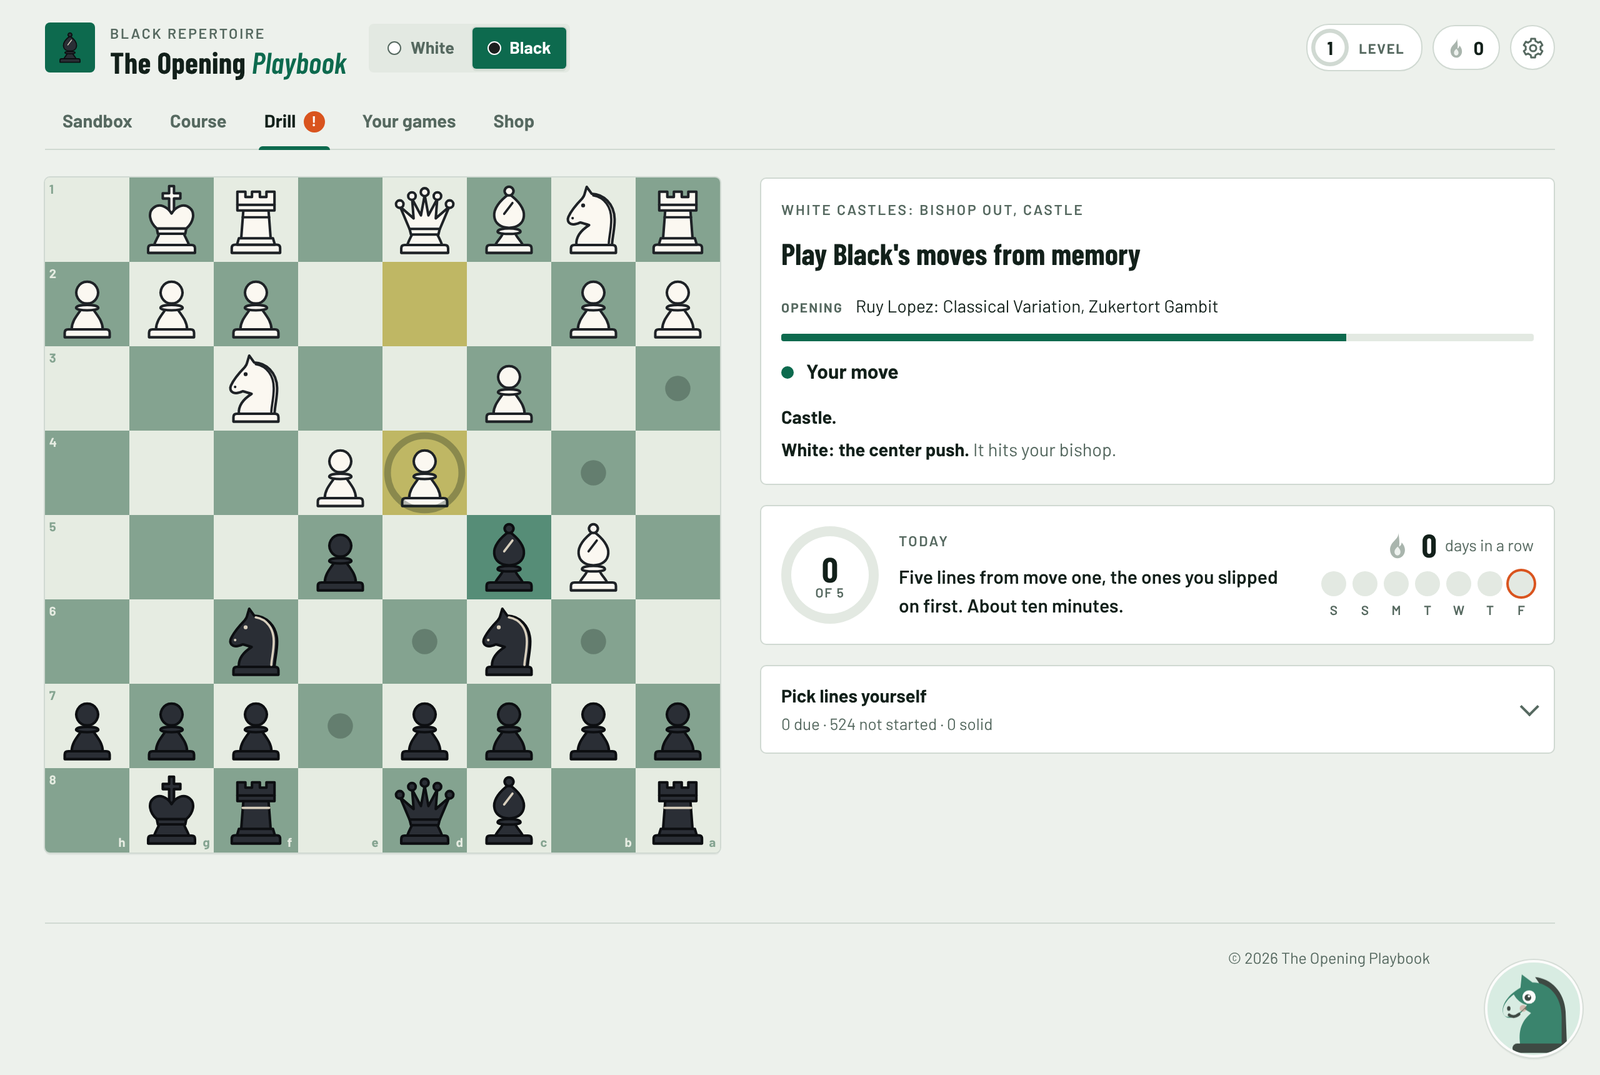 BLACK REPERTOIRE
The Opening Playbook
White
Black
1 LEVEL
0
Sandbox
Course
Drill !
Your games
Shop
1
2
3
4
5
6
7
8
h g f e d c b a
WHITE CASTLES: BISHOP OUT, CASTLE
Play Black's moves from memory
OPENING Ruy Lopez: Classical Variation, Zukertort Gambit
Your move
Castle.
White: the center push. It hits your bishop.
0
OF 5
TODAY
Five lines from move one, the ones you slipped
on first. About ten minutes.
0 days in a row
S S M T W T F
Pick lines yourself
0 due · 524 not started · 0 solid
© 2026 The Opening Playbook